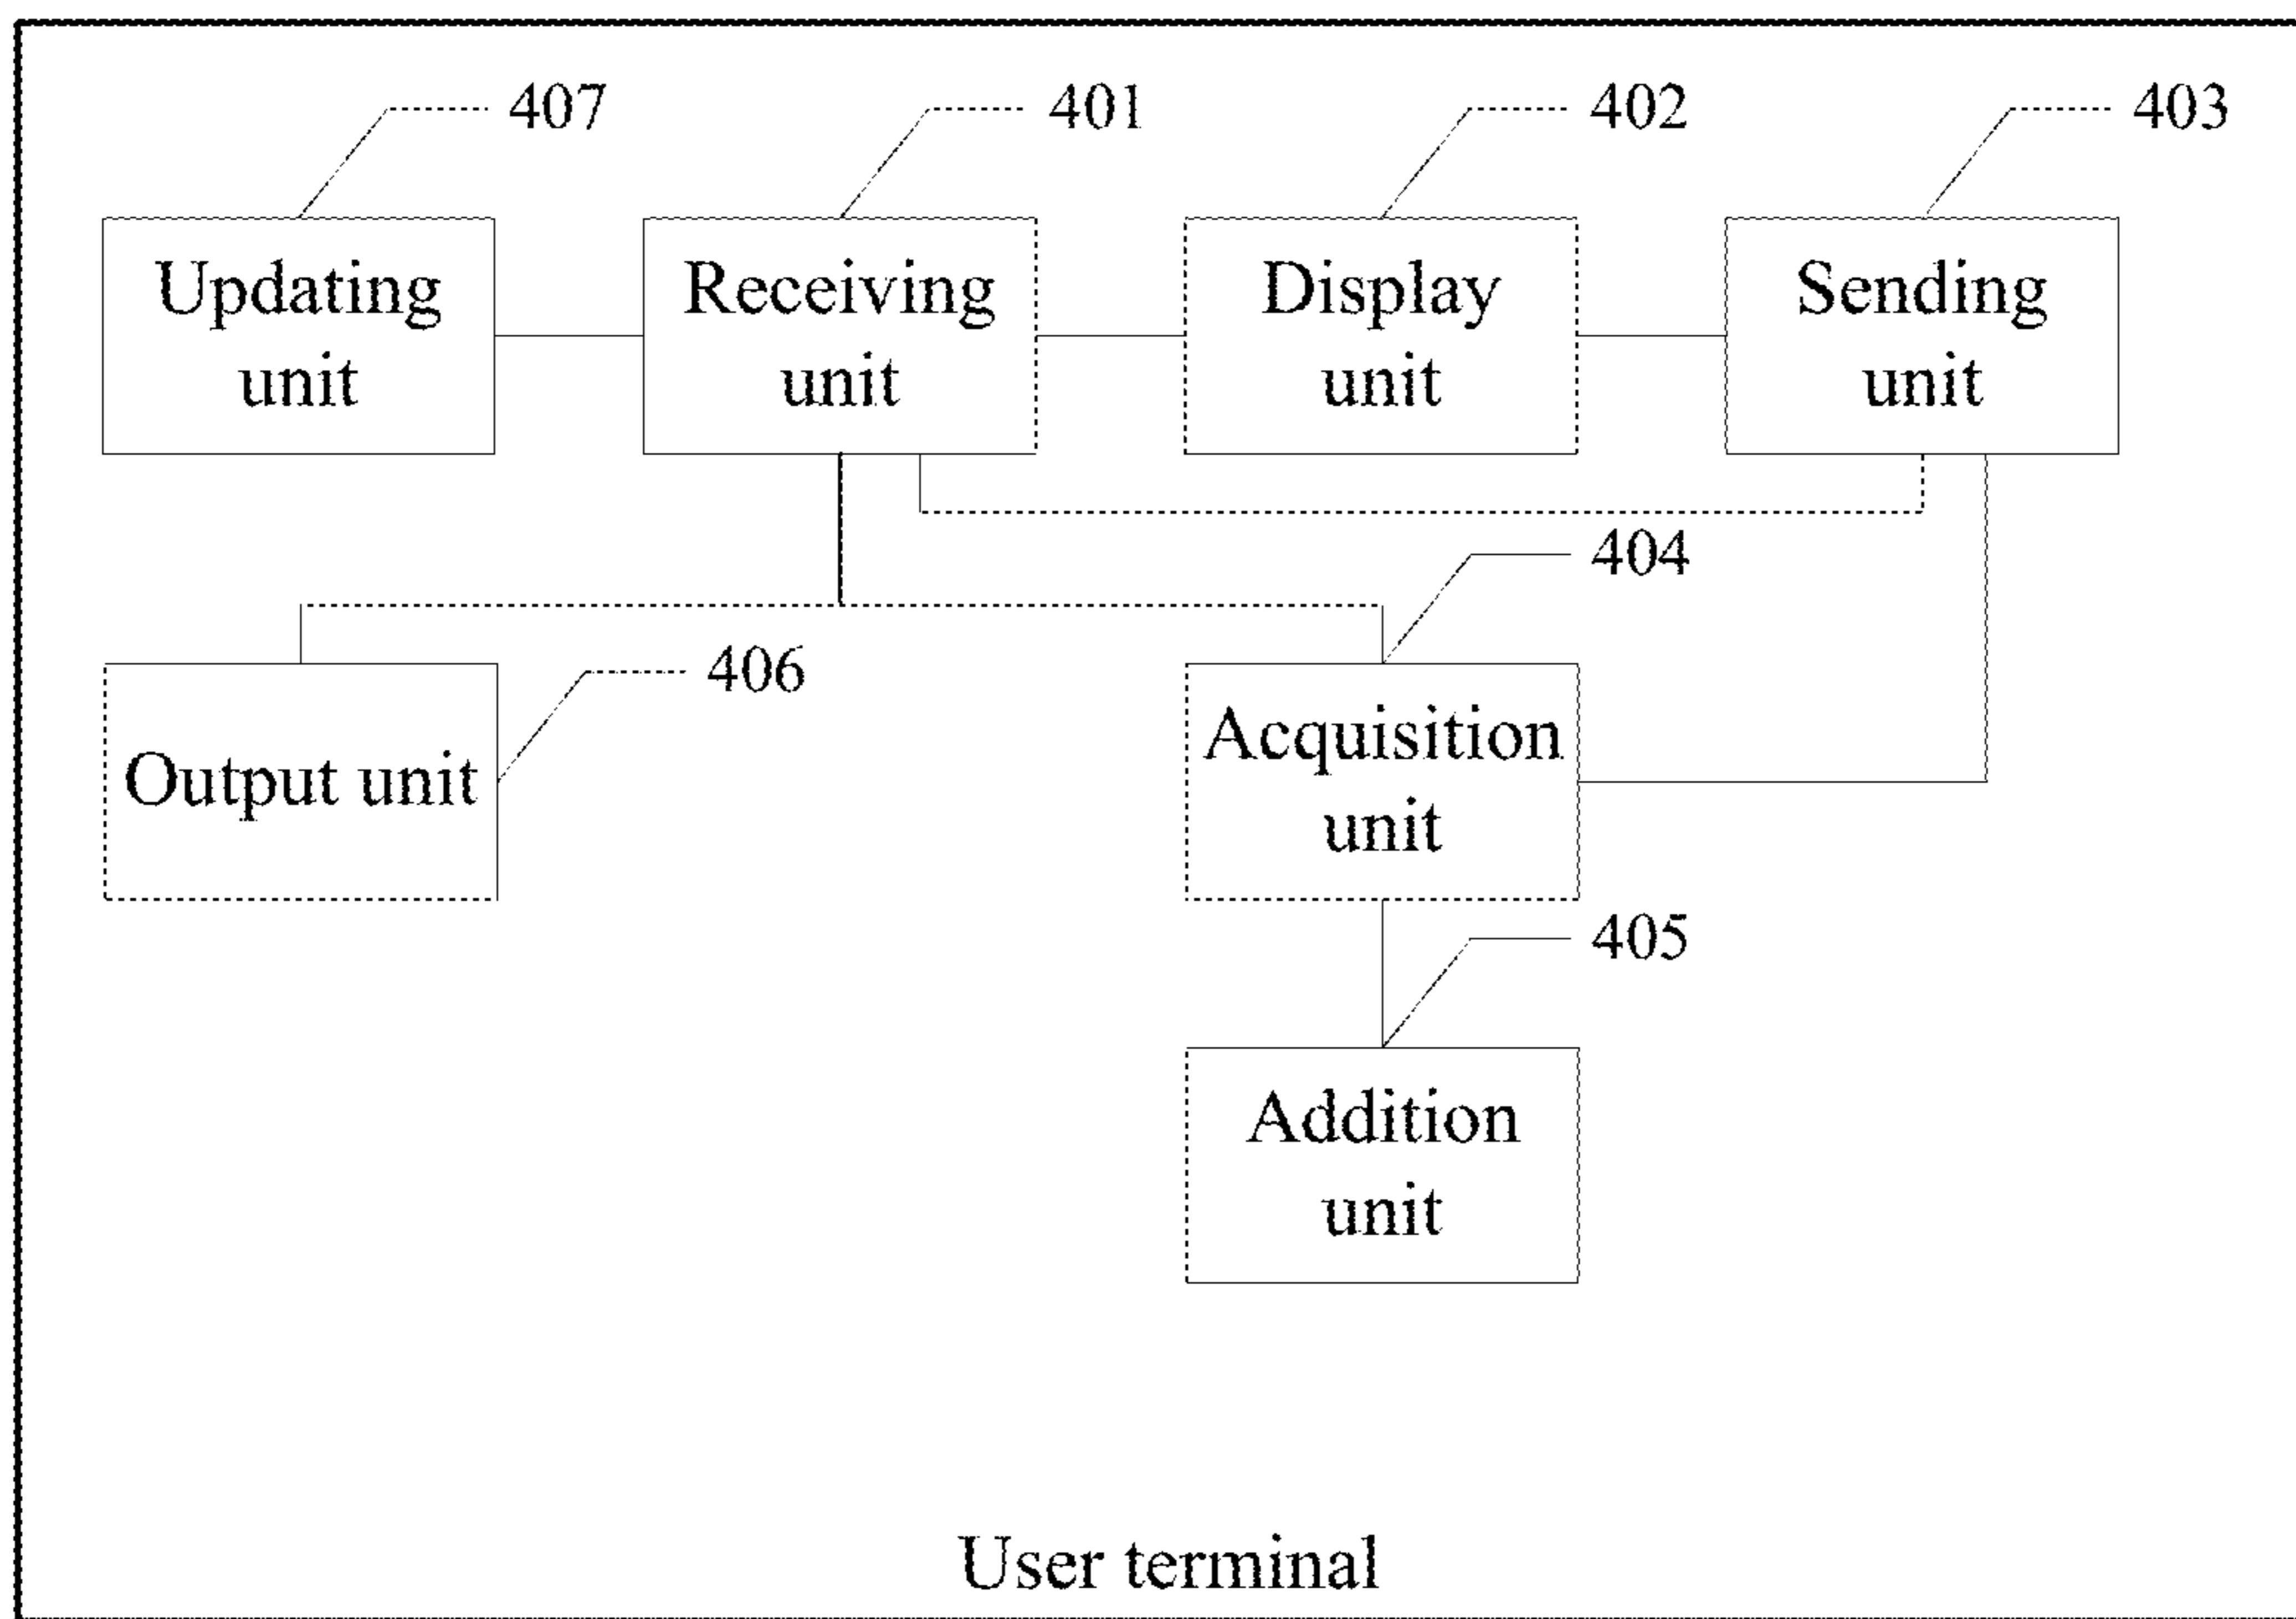 407
401
402
403
Updating
unit
Receiving
unit
Display
unit
Sending
unit
404
406
Output unit
Acquisition
unit
405
Addition
unit
User terminal